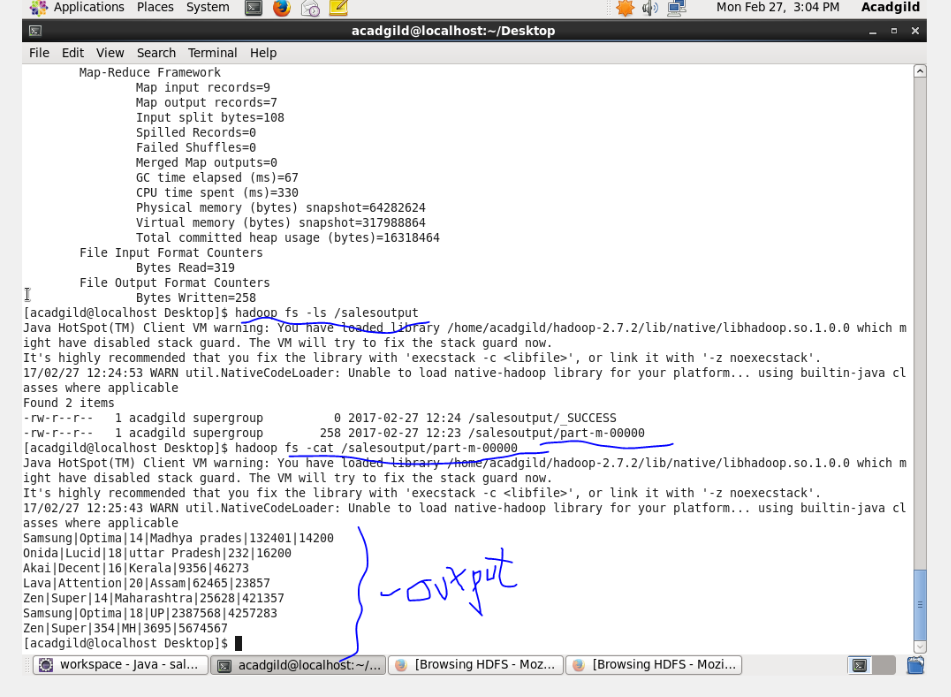 Applications Places System Mon Feb 27, 3:04 PM Acadgild
acadgild@localhost:~/Desktop
File Edit View Search Terminal Help
Map-Reduce Framework
Map input records=9
Map output records=7
Input split bytes=108
Spilled Records=0
Failed Shuffles=0
Merged Map outputs=0
GC time elapsed (ms)=67
CPU time spent (ms)=330
Physical memory (bytes) snapshot=64282624
Virtual memory (bytes) snapshot=317988864
Total committed heap usage (bytes)=16318464
File Input Format Counters
Bytes Read=319
File Output Format Counters
Bytes Written=258
[acadgild@localhost Desktop]$ hadoop fs -ls /salesoutput
Java HotSpot(TM) Client VM warning: You have loaded library /home/acadgild/hadoop-2.7.2/lib/native/libhadoop.so.1.0.0 which m
ight have disabled stack guard. The VM will try to fix the stack guard now.
It's highly recommended that you fix the library with 'execstack -c <libfile>', or link it with '-z noexecstack'.
17/02/27 12:24:53 WARN util.NativeCodeLoader: Unable to load native-hadoop library for your platform... using builtin-java cl
asses where applicable
Found 2 items
-rw-r--r-- 1 acadgild supergroup 0 2017-02-27 12:24 /salesoutput/_SUCCESS
-rw-r--r-- 1 acadgild supergroup 258 2017-02-27 12:23 /salesoutput/part-m-00000
[acadgild@localhost Desktop]$ hadoop fs -cat /salesoutput/part-m-00000
Java HotSpot(TM) Client VM warning: You have loaded library /home/acadgild/hadoop-2.7.2/lib/native/libhadoop.so.1.0.0 which m
ight have disabled stack guard. The VM will try to fix the stack guard now.
It's highly recommended that you fix the library with 'execstack -c <libfile>', or link it with '-z noexecstack'.
17/02/27 12:25:43 WARN util.NativeCodeLoader: Unable to load native-hadoop library for your platform... using builtin-java cl
asses where applicable
Samsung|Optima|14|Madhya prades|132401|14200
Onida|Lucid|18|uttar Pradesh|232|16200
Akai|Decent|16|Kerala|9356|46273
Lava|Attention|20|Assam|62465|23857
Zen|Super|14|Maharashtra|25628|421357
Samsung|Optima|18|UP|2387568|4257283
Zen|Super|354|MH|3695|5674567
[acadgild@localhost Desktop]$
-output
workspace - Java - sal... acadgild@localhost:~/... [Browsing HDFS - Moz... [Browsing HDFS - Mozi...